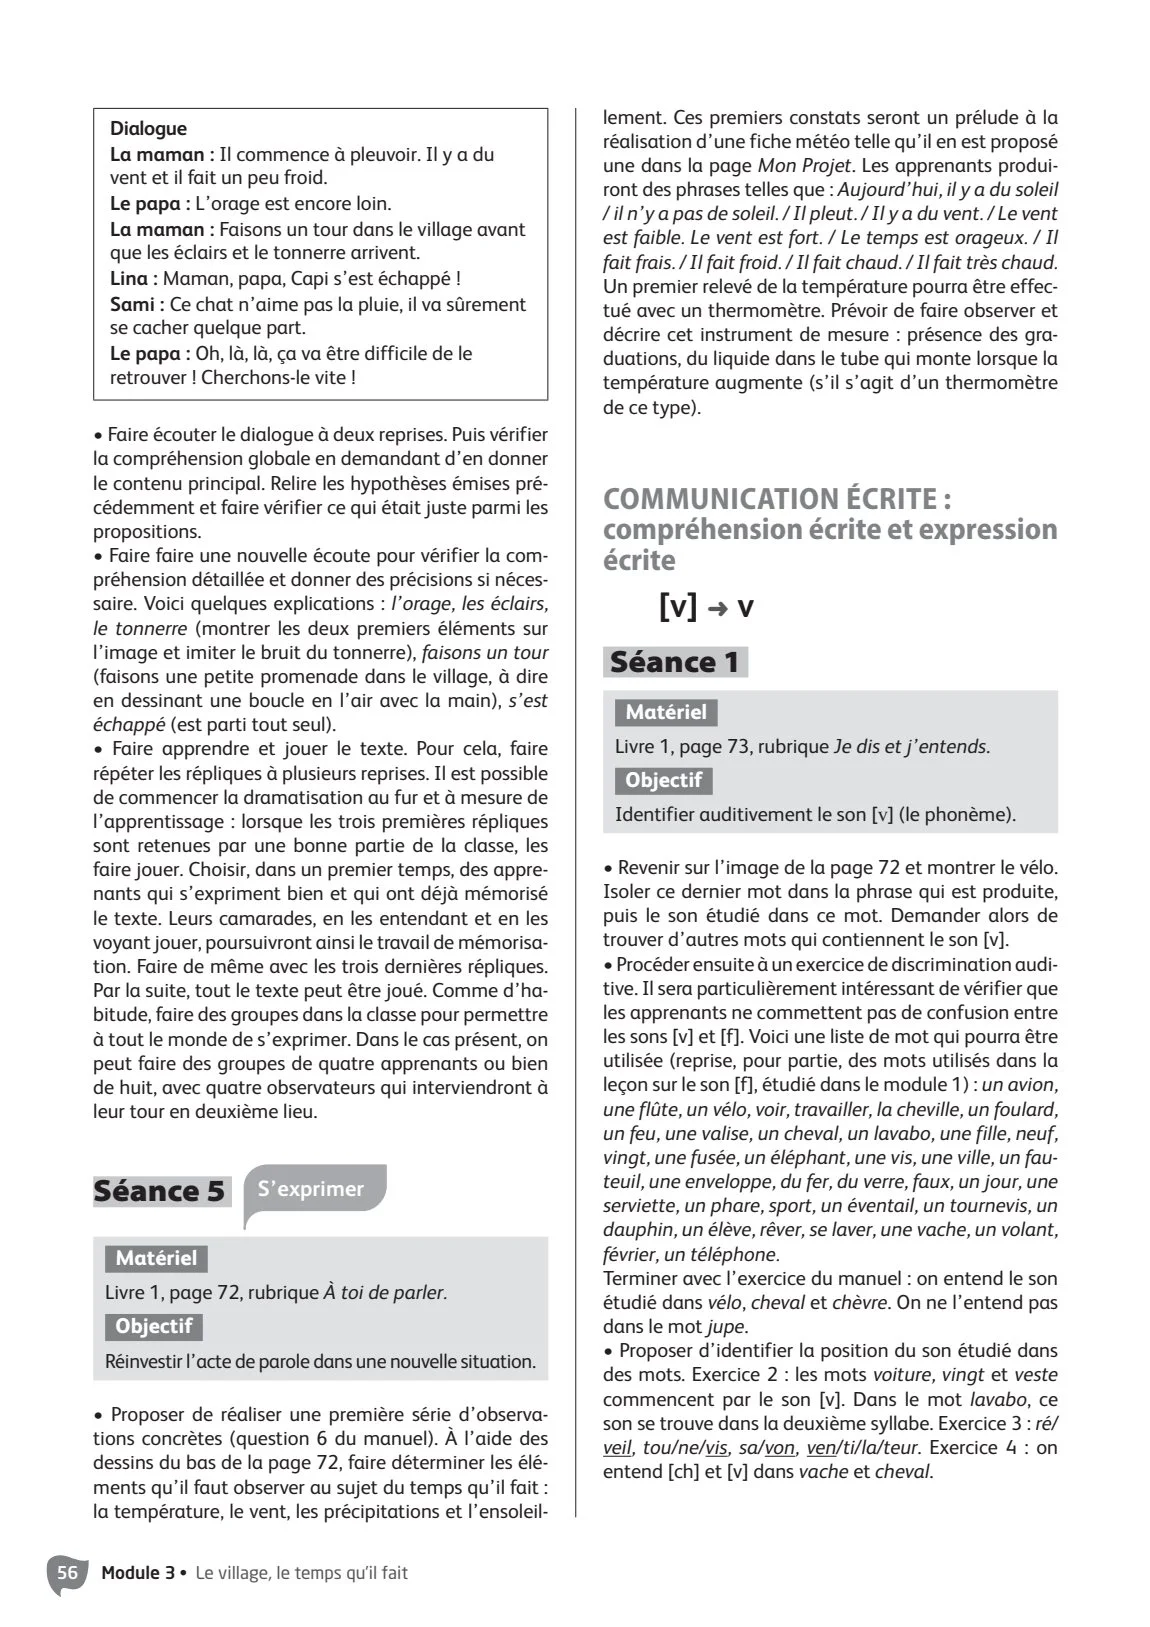 Dialogue
La maman : Il commence à pleuvoir. Il y a du
vent et il fait un peu froid.
Le papa : L’orage est encore loin.
La maman : Faisons un tour dans le village avant
que les éclairs et le tonnerre arrivent.
Lina : Maman, papa, Capi s’est échappé !
Sami : Ce chat n’aime pas la pluie, il va sûrement
se cacher quelque part.
Le papa : Oh, là, là, ça va être difficile de le
retrouver ! Cherchons-le vite !
• Faire écouter le dialogue à deux reprises. Puis vérifier
la compréhension globale en demandant d’en donner
le contenu principal. Relire les hypothèses émises pré-
cédemment et faire vérifier ce qui était juste parmi les
propositions.
• Faire faire une nouvelle écoute pour vérifier la com-
préhension détaillée et donner des précisions si néces-
saire. Voici quelques explications : l’orage, les éclairs,
le tonnerre (montrer les deux premiers éléments sur
l’image et imiter le bruit du tonnerre), faisons un tour
(faisons une petite promenade dans le village, à dire
en dessinant une boucle en l’air avec la main), s’est
échappé (est parti tout seul).
• Faire apprendre et jouer le texte. Pour cela, faire
répéter les répliques à plusieurs reprises. Il est possible
de commencer la dramatisation au fur et à mesure de
l’apprentissage : lorsque les trois premières répliques
sont retenues par une bonne partie de la classe, les
faire jouer. Choisir, dans un premier temps, des appre-
nants qui s’expriment bien et qui ont déjà mémorisé
le texte. Leurs camarades, en les entendant et en les
voyant jouer, poursuivront ainsi le travail de mémorisa-
tion. Faire de même avec les trois dernières répliques.
Par la suite, tout le texte peut être joué. Comme d’ha-
bitude, faire des groupes dans la classe pour permettre
à tout le monde de s’exprimer. Dans le cas présent, on
peut faire des groupes de quatre apprenants ou bien
de huit, avec quatre observateurs qui interviendront à
leur tour en deuxième lieu.
Séance 5 S’exprimer
Matériel
Livre 1, page 72, rubrique À toi de parler.
Objectif
Réinvestir l’acte de parole dans une nouvelle situation.
• Proposer de réaliser une première série d’observa-
tions concrètes (question 6 du manuel). À l’aide des
dessins du bas de la page 72, faire déterminer les élé-
ments qu’il faut observer au sujet du temps qu’il fait :
la température, le vent, les précipitations et l’ensoleil-
lement. Ces premiers constats seront un prélude à la
réalisation d’une fiche météo telle qu’il en est proposé
une dans la page Mon Projet. Les apprenants produi-
ront des phrases telles que : Aujourd’hui, il y a du soleil
/ il n’y a pas de soleil. / Il pleut. / Il y a du vent. / Le vent
est faible. Le vent est fort. / Le temps est orageux. / Il
fait frais. / Il fait froid. / Il fait chaud. / Il fait très chaud.
Un premier relevé de la température pourra être effec-
tué avec un thermomètre. Prévoir de faire observer et
décrire cet instrument de mesure : présence des gra-
duations, du liquide dans le tube qui monte lorsque la
température augmente (s’il s’agit d’un thermomètre
de ce type).
COMMUNICATION ÉCRITE :
compréhension écrite et expression
écrite
[v] ➜ v
Séance 1
Matériel
Livre 1, page 73, rubrique Je dis et j’entends.
Objectif
Identifier auditivement le son [v] (le phonème).
• Revenir sur l’image de la page 72 et montrer le vélo.
Isoler ce dernier mot dans la phrase qui est produite,
puis le son étudié dans ce mot. Demander alors de
trouver d’autres mots qui contiennent le son [v].
• Procéder ensuite à un exercice de discrimination audi-
tive. Il sera particulièrement intéressant de vérifier que
les apprenants ne commettent pas de confusion entre
les sons [v] et [f]. Voici une liste de mot qui pourra être
utilisée (reprise, pour partie, des mots utilisés dans la
leçon sur le son [f], étudié dans le module 1) : un avion,
une flûte, un vélo, voir, travailler, la cheville, un foulard,
un feu, une valise, un cheval, un lavabo, une fille, neuf,
vingt, une fusée, un éléphant, une vis, une ville, un fau-
teuil, une enveloppe, du fer, du verre, faux, un jour, une
serviette, un phare, sport, un éventail, un tournevis, un
dauphin, un élève, rêver, se laver, une vache, un volant,
février, un téléphone.
Terminer avec l’exercice du manuel : on entend le son
étudié dans vélo, cheval et chèvre. On ne l’entend pas
dans le mot jupe.
• Proposer d’identifier la position du son étudié dans
des mots. Exercice 2 : les mots voiture, vingt et veste
commencent par le son [v]. Dans le mot lavabo, ce
son se trouve dans la deuxième syllabe. Exercice 3 : ré/
veil, tou/ne/vis, sa/von, ven/ti/la/teur. Exercice 4 : on
entend [ch] et [v] dans vache et cheval.
56 Module 3 • Le village, le temps qu’il fait